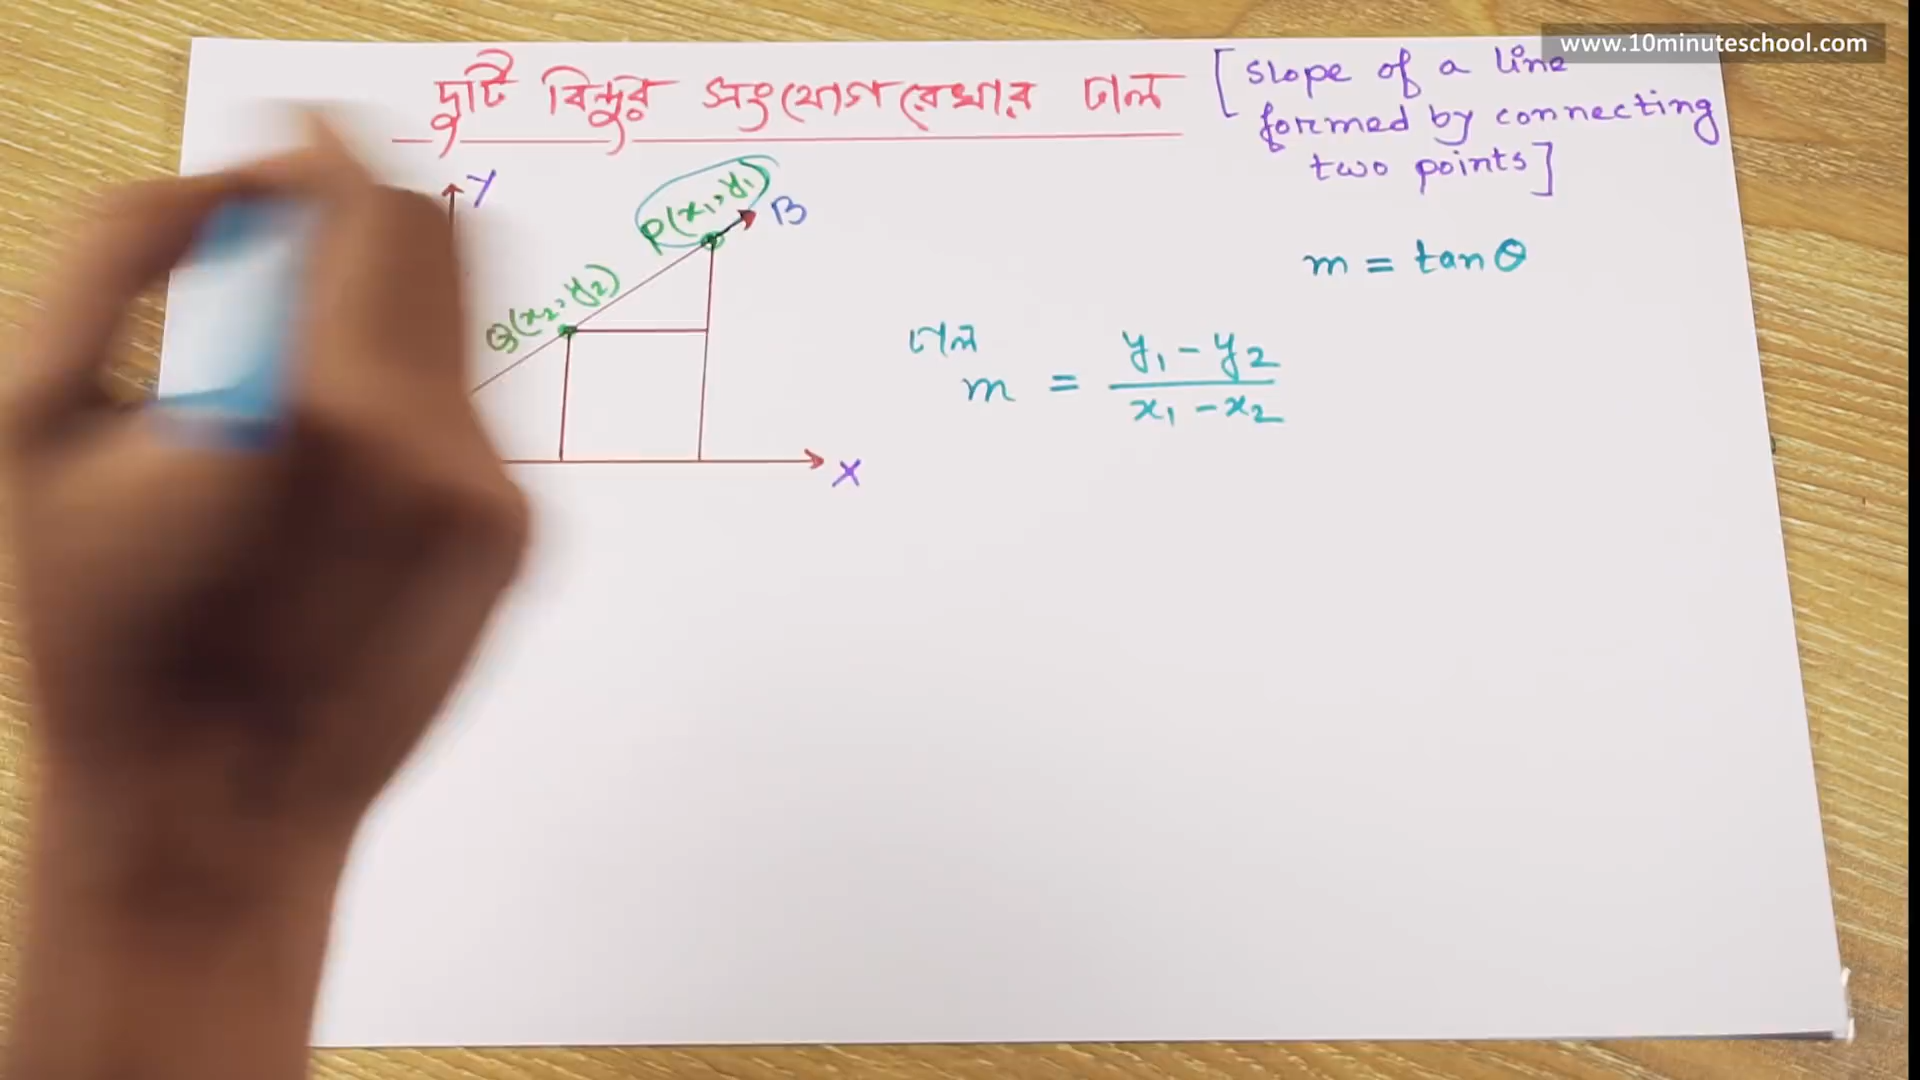 www.10minuteschool.com
দুটি বিন্দুর সংযোগরেখার ঢাল
[slope of a line
formed by connecting
two points]
Y
P(x₁, y₁)
B
Q(x₂, y₂)
X
m = tanθ
ঢাল
m = y₁ - y₂
x₁ - x₂